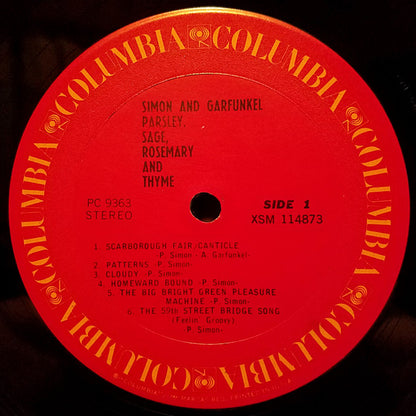 COLUMBIA COLUMBIA COLUMBIA COLUMBIA COLUMBIA COLUMBIA
SIMON AND GARFUNKEL
PARSLEY,
SAGE,
ROSEMARY
AND
THYME
PC 9363
STEREO
SIDE 1
XSM 114873
1. SCARBOROUGH FAIR, CANTICLE
P. Simon - A. Garfunkel-
2. PATTERNS -P. Simon-
3. CLOUDY -P. Simon-
4. HOMEWARD BOUND -P. Simon-
5. THE BIG BRIGHT GREEN PLEASURE
MACHINE -P. Simon-
6. THE 59th STREET BRIDGE SONG
(Feelin' Groovy)
-P. Simon-